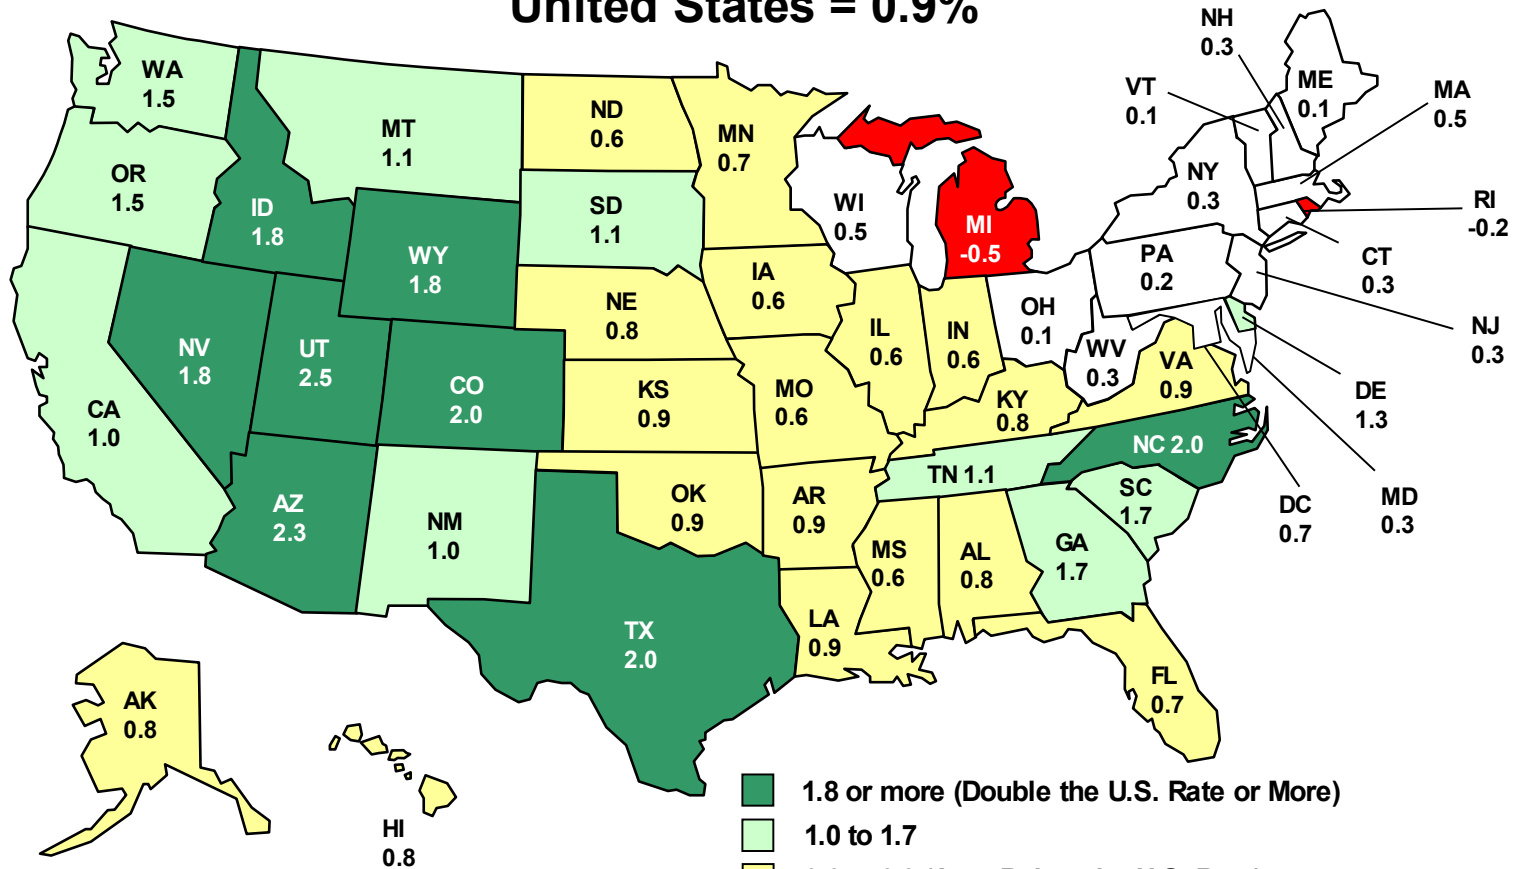 United States = 0.9%
NH
0.3
ME
0.1
VT
0.1
MA
0.5
WA
1.5
MT
1.1
ND
0.6
MN
0.7
OR
1.5
ID
1.8
SD
1.1
WI
0.5
MI
-0.5
NY
0.3
RI
-0.2
WY
1.8
IA
0.6
PA
0.2
CT
0.3
NE
0.8
IL
0.6
IN
0.6
OH
0.1
NJ
0.3
NV
1.8
UT
2.5
CO
2.0
KS
0.9
MO
0.6
WV
0.3
VA
0.9
KY
0.8
DE
1.3
CA
1.0
NC 2.0
TN 1.1
AZ
2.3
NM
1.0
OK
0.9
AR
0.9
SC
1.7
DC
0.7
MD
0.3
MS
0.6
AL
0.8
GA
1.7
TX
2.0
LA
0.9
FL
0.7
AK
0.8
HI
0.8
1.8 or more (Double the U.S. Rate or More)
1.0 to 1.7